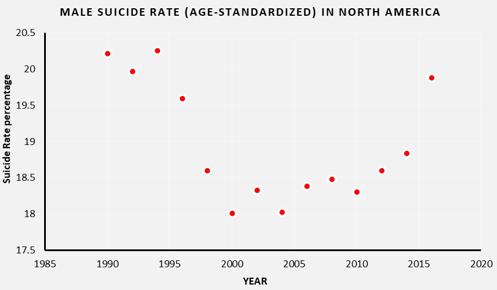 MALE SUICIDE RATE (AGE-STANDARDIZED) IN NORTH AMERICA
Suicide Rate percentage
20.5
20
19.5
19
18.5
18
17.5
1985 1990 1995 2000 2005 2010 2015 2020
YEAR